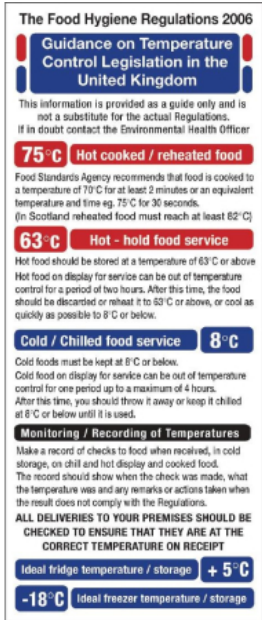 The Food Hygiene Regulations 2006
Guidance on Temperature
Control Legislation in the
United Kingdom
This information is provided as a guide only and is
not a substitute for the actual Regulations.
If in doubt contact the Environmental Health Officer
75°C Hot cooked / reheated food
Food Standards Agency recommends that food is cooked to
a temperature of 70°C for at least 2 minutes or an equivalent
temperature and time eg. 75°C for 30 seconds.
(In Scotland reheated food must reach at least 82°C)
63°C Hot - hold food service
Hot food should be stored at a temperature of 63°C or above
Hot food on display for service can be out of temperature
control for a period of two hours. After this time, the food
should be discarded or reheat it to 63°C or above, or cool as
quickly as possible to 8°C or below.
Cold / Chilled food service 8°C
Cold foods must be kept at 8°C or below.
Cold food on display for service can be out of temperature
control for one period up to a maximum of 4 hours.
After this time, you should throw it away or keep it chilled
at 8°C or below until it is used.
Monitoring / Recording of Temperatures
Make a record of checks to food when received, in cold
storage, on chill and hot display and cooked food.
The record should show when the check was made, what
the temperature was and any remarks or actions taken when
the result does not comply with the Regulations.
ALL DELIVERIES TO YOUR PREMISES SHOULD BE
CHECKED TO ENSURE THAT THEY ARE AT THE
CORRECT TEMPERATURE ON RECEIPT
Ideal fridge temperature / storage + 5°C
-18°C Ideal freezer temperature / storage